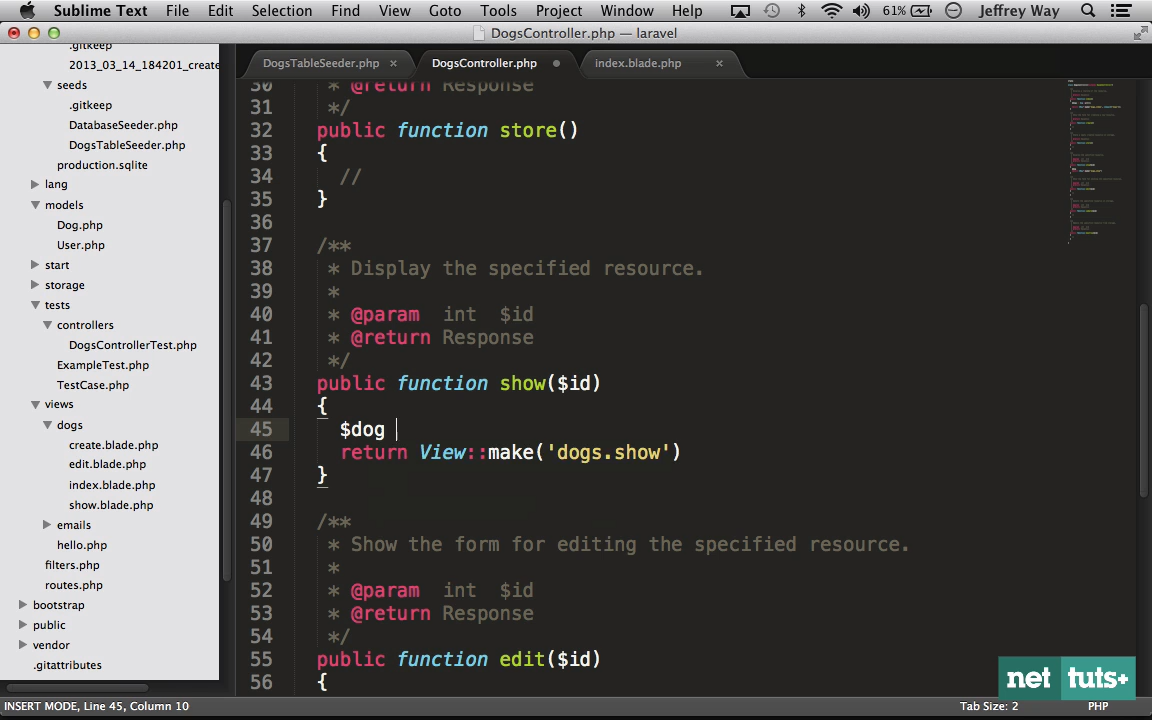 Sublime Text File Edit Selection Find View Goto Tools Project Window Help 61% Jeffrey Way
DogsController.php — laravel
.gitkeep
2013_03_14_184201_create
seeds
.gitkeep
DatabaseSeeder.php
DogsTableSeeder.php
production.sqlite
lang
models
Dog.php
User.php
start
storage
tests
controllers
DogsControllerTest.php
ExampleTest.php
TestCase.php
views
dogs
create.blade.php
edit.blade.php
index.blade.php
show.blade.php
emails
hello.php
filters.php
routes.php
bootstrap
public
vendor
.gitattributes
DogsTableSeeder.php × DogsController.php index.blade.php ×
30 * @return Response
31 */
32 public function store()
33 {
34 //
35 }
36
37 /**
38 * Display the specified resource.
39 *
40 * @param int $id
41 * @return Response
42 */
43 public function show($id)
44 {
45 $dog
46 return View::make('dogs.show')
47 }
48
49 /**
50 * Show the form for editing the specified resource.
51 *
52 * @param int $id
53 * @return Response
54 */
55 public function edit($id)
56 {
net tuts+
INSERT MODE, Line 45, Column 10 Tab Size: 2 PHP